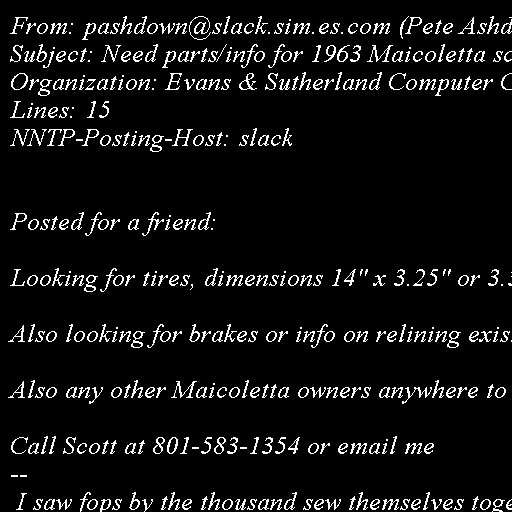 From: pashdown@slack.sim.es.com (Pete Ashd
Subject: Need parts/info for 1963 Maicoletta sc
Organization: Evans & Sutherland Computer C
Lines: 15
NNTP-Posting-Host: slack
Posted for a friend:
Looking for tires, dimensions 14" x 3.25" or 3.3
Also looking for brakes or info on relining exis
Also any other Maicoletta owners anywhere to
Call Scott at 801-583-1354 or email me
--
I saw fops by the thousand sew themselves toge